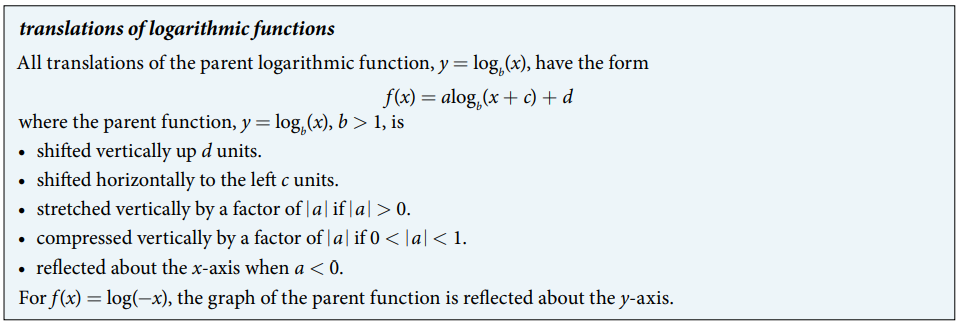 translations of logarithmic functions
All translations of the parent logarithmic function, y = log_b(x), have the form
f(x) = alog_b(x + c) + d
where the parent function, y = log_b(x), b > 1, is
• shifted vertically up d units.
• shifted horizontally to the left c units.
• stretched vertically by a factor of |a| if |a| > 0.
• compressed vertically by a factor of |a| if 0 < |a| < 1.
• reflected about the x-axis when a < 0.
For f(x) = log(−x), the graph of the parent function is reflected about the y-axis.